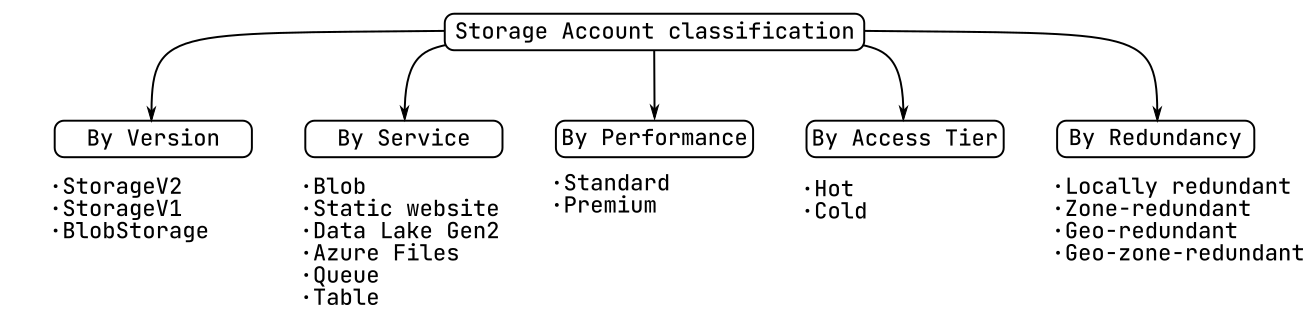 Storage Account classification
By Version
·StorageV2
·StorageV1
·BlobStorage
By Service
·Blob
·Static website
·Data Lake Gen2
·Azure Files
·Queue
·Table
By Performance
·Standard
·Premium
By Access Tier
·Hot
·Cold
By Redundancy
·Locally redundant
·Zone-redundant
·Geo-redundant
·Geo-zone-redundant